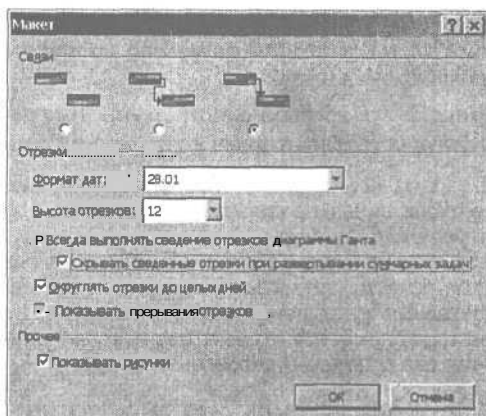 Макет
Связи
Отрезки
Формат дат: 28.01
Высота отрезков: 12
Всегда выполнять сведение отрезков диаграммы Ганта
Скрывать сведенные отрезки при развертывании суммарных задач
Округлять отрезки до целых дней
Показывать прерывания отрезков
Прочее
Показывать рисунки
ОК Отмена